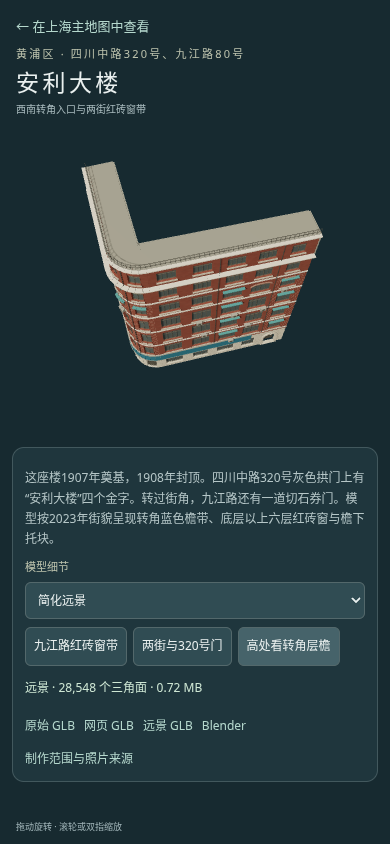 ← 在上海主地图中查看
黄浦区 · 四川中路320号、九江路80号
安利大楼
西南转角入口与两街红砖窗带
这座楼1907年奠基，1908年封顶。四川中路320号灰色拱门上有
“安利大楼”四个金字。转过街角，九江路还有一道切石券门。模
型按2023年街貌呈现转角蓝色檐带、底层以上六层红砖窗与檐下
托块。
模型细节
简化远景
九江路红砖窗带 两街与320号门 高处看转角层檐
远景 · 28,548 个三角面 · 0.72 MB
原始 GLB 网页 GLB 远景 GLB Blender
制作范围与照片来源
拖动旋转 · 滚轮或双指缩放